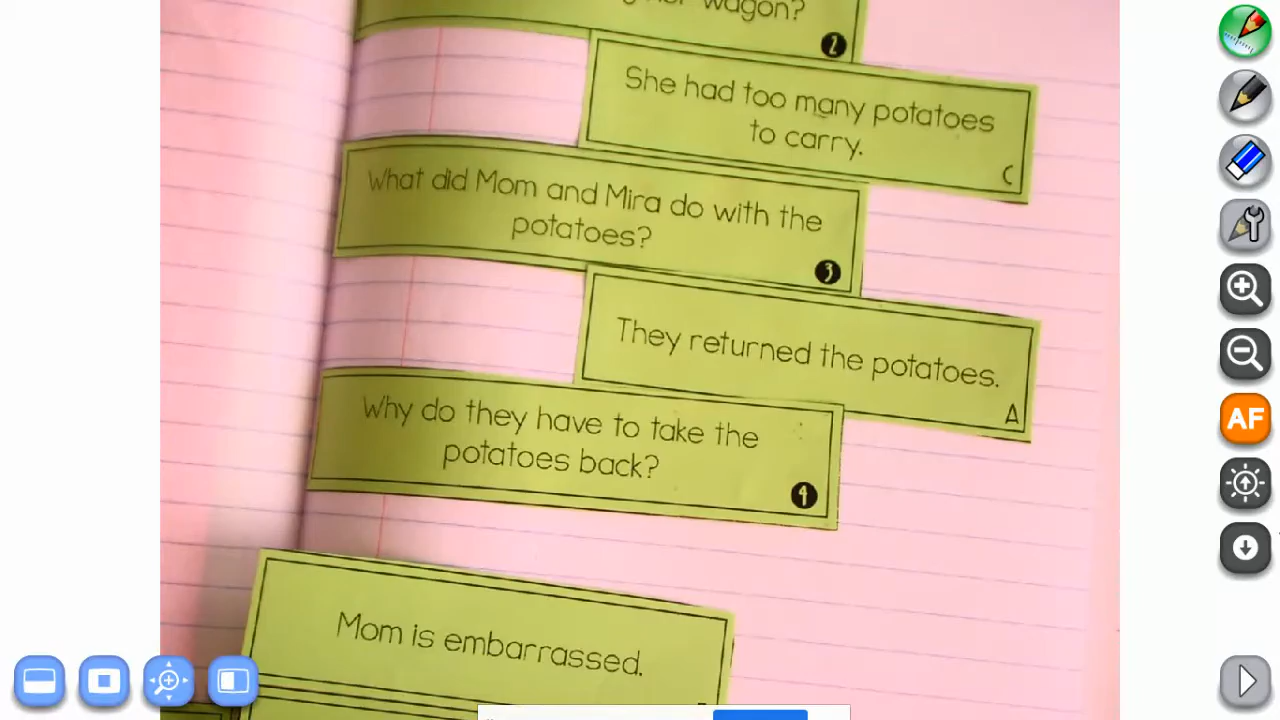 wagon?
2
She had too many potatoes
to carry.
C
What did Mom and Mira do with the
potatoes?
3
They returned the potatoes.
A
Why do they have to take the
potatoes back?
4
Mom is embarrassed.
AF